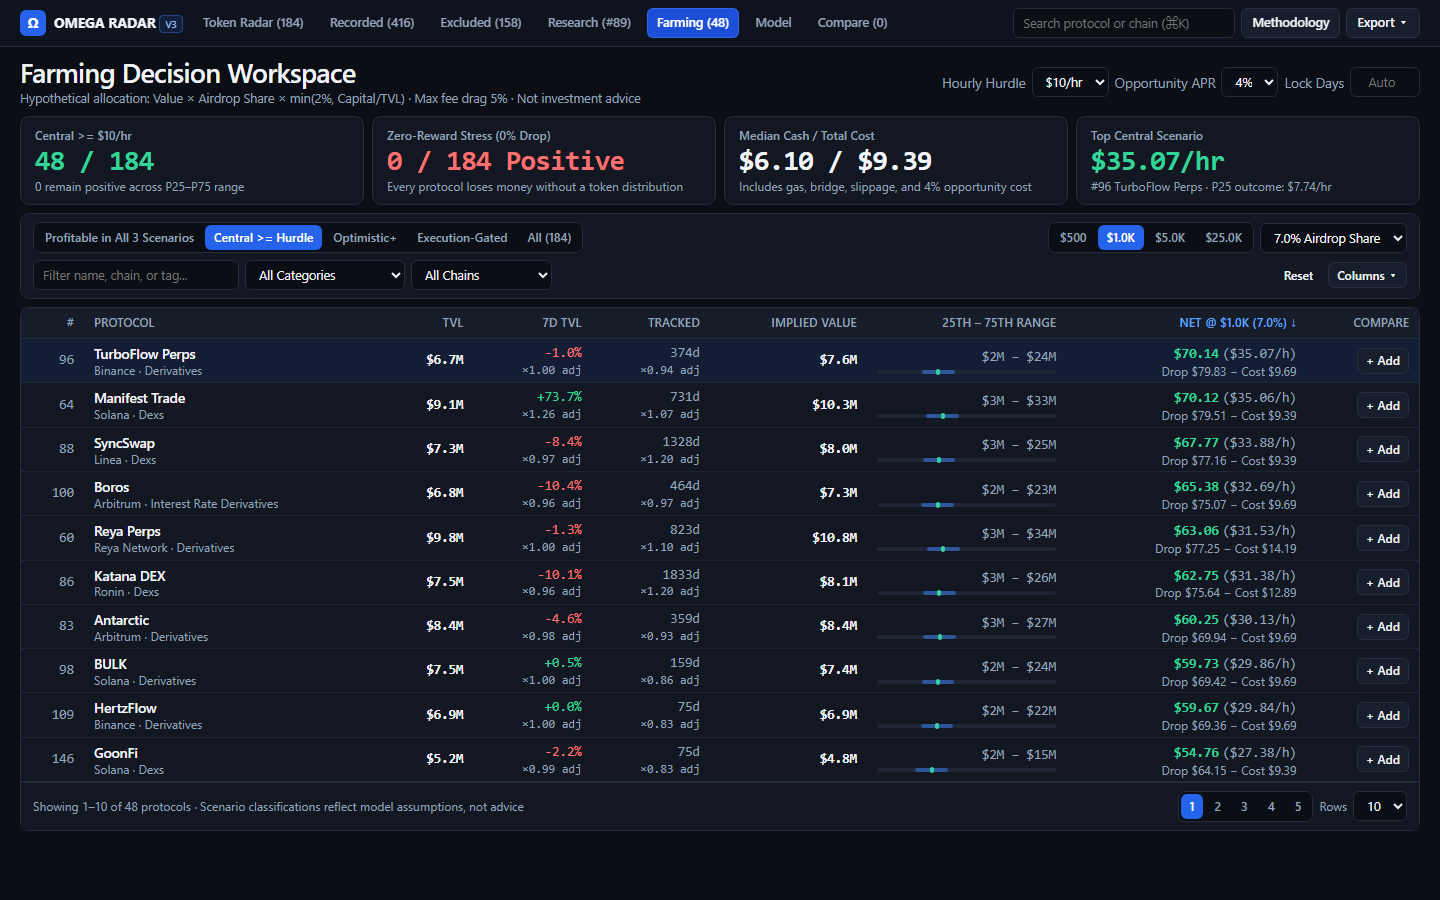 Ω OMEGA RADAR V3 Token Radar (184) Recorded (416) Excluded (158) Research (#89) Farming (48) Model Compare (0) Search protocol or chain (⌘K) Methodology Export
Farming Decision Workspace
Hypothetical allocation: Value × Airdrop Share × min(2%, Capital/TVL) · Max fee drag 5% · Not investment advice
Hourly Hurdle $10/hr Opportunity APR 4% Lock Days Auto
Central >= $10/hr
48 / 184
0 remain positive across P25–P75 range
Zero-Reward Stress (0% Drop)
0 / 184 Positive
Every protocol loses money without a token distribution
Median Cash / Total Cost
$6.10 / $9.39
Includes gas, bridge, slippage, and 4% opportunity cost
Top Central Scenario
$35.07/hr
#96 TurboFlow Perps · P25 outcome: $7.74/hr
Profitable in All 3 Scenarios Central >= Hurdle Optimistic+ Execution-Gated All (184) $500 $1.0K $5.0K $25.0K 7.0% Airdrop Share
Filter name, chain, or tag... All Categories All Chains Reset Columns
# PROTOCOL TVL 7D TVL TRACKED IMPLIED VALUE 25TH – 75TH RANGE NET @ $1.0K (7.0%) ↓ COMPARE
96 TurboFlow Perps $6.7M -1.0% 374d $7.6M $2M – $24M $70.14 ($35.07/h) + Add
Binance · Derivatives ×1.00 adj ×0.94 adj Drop $79.83 – Cost $9.69
64 Manifest Trade $9.1M +73.7% 731d $10.3M $3M – $33M $70.12 ($35.06/h) + Add
Solana · Dexs ×1.26 adj ×1.07 adj Drop $79.51 – Cost $9.39
88 SyncSwap $7.3M -8.4% 1328d $8.0M $3M – $25M $67.77 ($33.88/h) + Add
Linea · Dexs ×0.97 adj ×1.20 adj Drop $77.16 – Cost $9.39
100 Boros $6.8M -10.4% 464d $7.3M $2M – $23M $65.38 ($32.69/h) + Add
Arbitrum · Interest Rate Derivatives ×0.96 adj ×0.97 adj Drop $75.07 – Cost $9.69
60 Reya Perps $9.8M -1.3% 823d $10.8M $3M – $34M $63.06 ($31.53/h) + Add
Reya Network · Derivatives ×1.00 adj ×1.10 adj Drop $77.25 – Cost $14.19
86 Katana DEX $7.5M -10.1% 1833d $8.1M $3M – $26M $62.75 ($31.38/h) + Add
Ronin · Dexs ×0.96 adj ×1.20 adj Drop $75.64 – Cost $12.89
83 Antarctic $8.4M -4.6% 359d $8.4M $3M – $27M $60.25 ($30.13/h) + Add
Arbitrum · Derivatives ×0.98 adj ×0.93 adj Drop $69.94 – Cost $9.69
98 BULK $7.5M +0.5% 159d $7.4M $2M – $24M $59.73 ($29.86/h) + Add
Solana · Derivatives ×1.00 adj ×0.86 adj Drop $69.42 – Cost $9.69
109 HertzFlow $6.9M +0.0% 75d $6.9M $2M – $22M $59.67 ($29.84/h) + Add
Binance · Derivatives ×1.00 adj ×0.83 adj Drop $69.36 – Cost $9.69
146 GoonFi $5.2M -2.2% 75d $4.8M $2M – $15M $54.76 ($27.38/h) + Add
Solana · Dexs ×0.99 adj ×0.83 adj Drop $64.15 – Cost $9.39
Showing 1–10 of 48 protocols · Scenario classifications reflect model assumptions, not advice 1 2 3 4 5 Rows 10